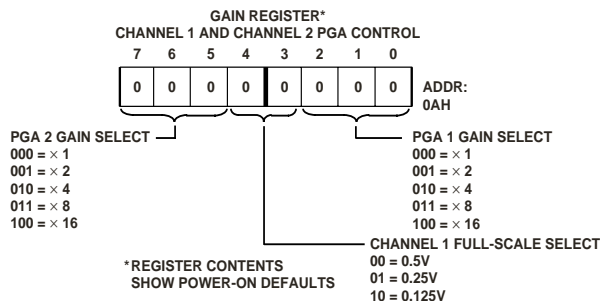 GAIN REGISTER*
CHANNEL 1 AND CHANNEL 2 PGA CONTROL
7 6 5 4 3 2 1 0
0 0 0 0 0 0 0 0
ADDR:
0AH
PGA 2 GAIN SELECT
000 = × 1
001 = × 2
010 = × 4
011 = × 8
100 = × 16
PGA 1 GAIN SELECT
000 = × 1
001 = × 2
010 = × 4
011 = × 8
100 = × 16
CHANNEL 1 FULL-SCALE SELECT
00 = 0.5V
01 = 0.25V
10 = 0.125V
*REGISTER CONTENTS
SHOW POWER-ON DEFAULTS